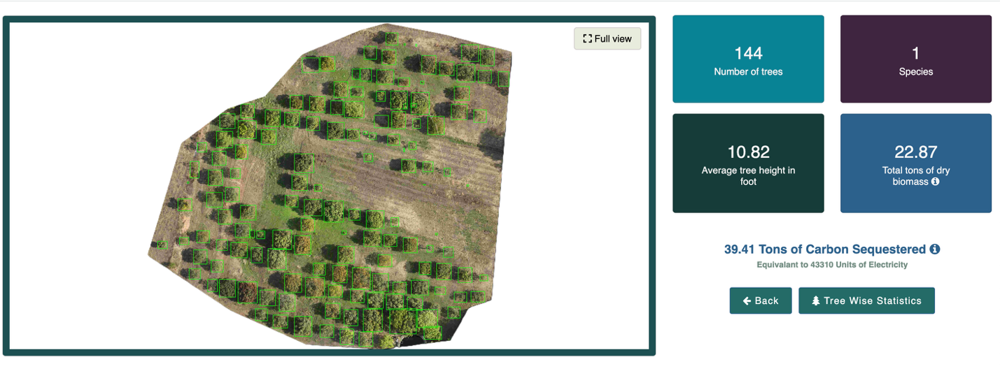 Full view
144
Number of trees
1
Species
10.82
Average tree height in
foot
22.87
Total tons of dry
biomass
39.41 Tons of Carbon Sequestered
Equivalant to 43310 Units of Electricity
Back
Tree Wise Statistics